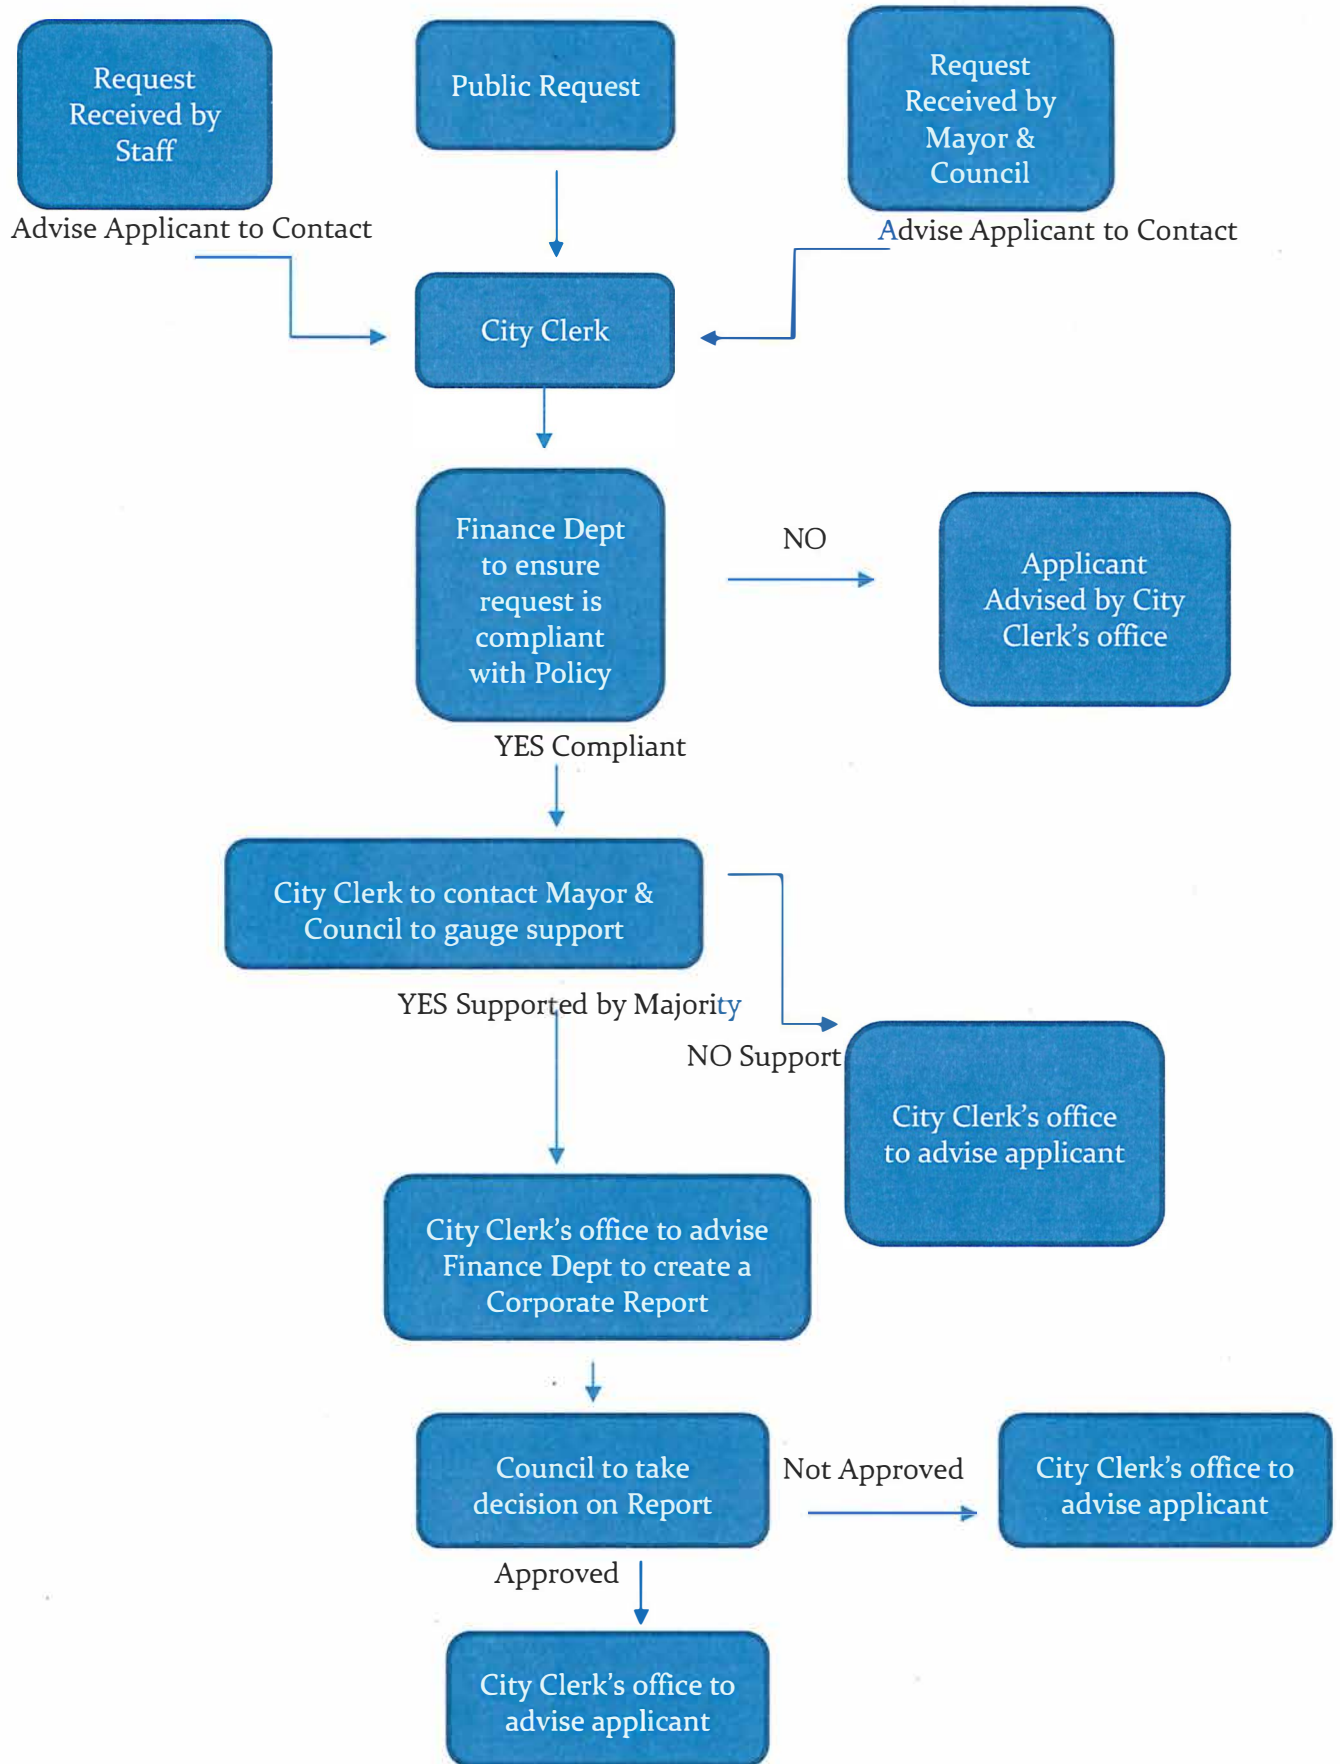 Request
Received by
Staff
Public Request
Request
Received by
Mayor &
Council
Advise Applicant to Contact
Advise Applicant to Contact
City Clerk
Finance Dept
to ensure
request is
compliant
with Policy
NO
Applicant
Advised by City
Clerk's office
YES Compliant
City Clerk to contact Mayor &
Council to gauge support
YES Supported by Majority
NO Support
City Clerk's office
to advise applicant
City Clerk's office to advise
Finance Dept to create a
Corporate Report
Council to take
decision on Report
Not Approved
City Clerk's office to
advise applicant
Approved
City Clerk's office to
advise applicant